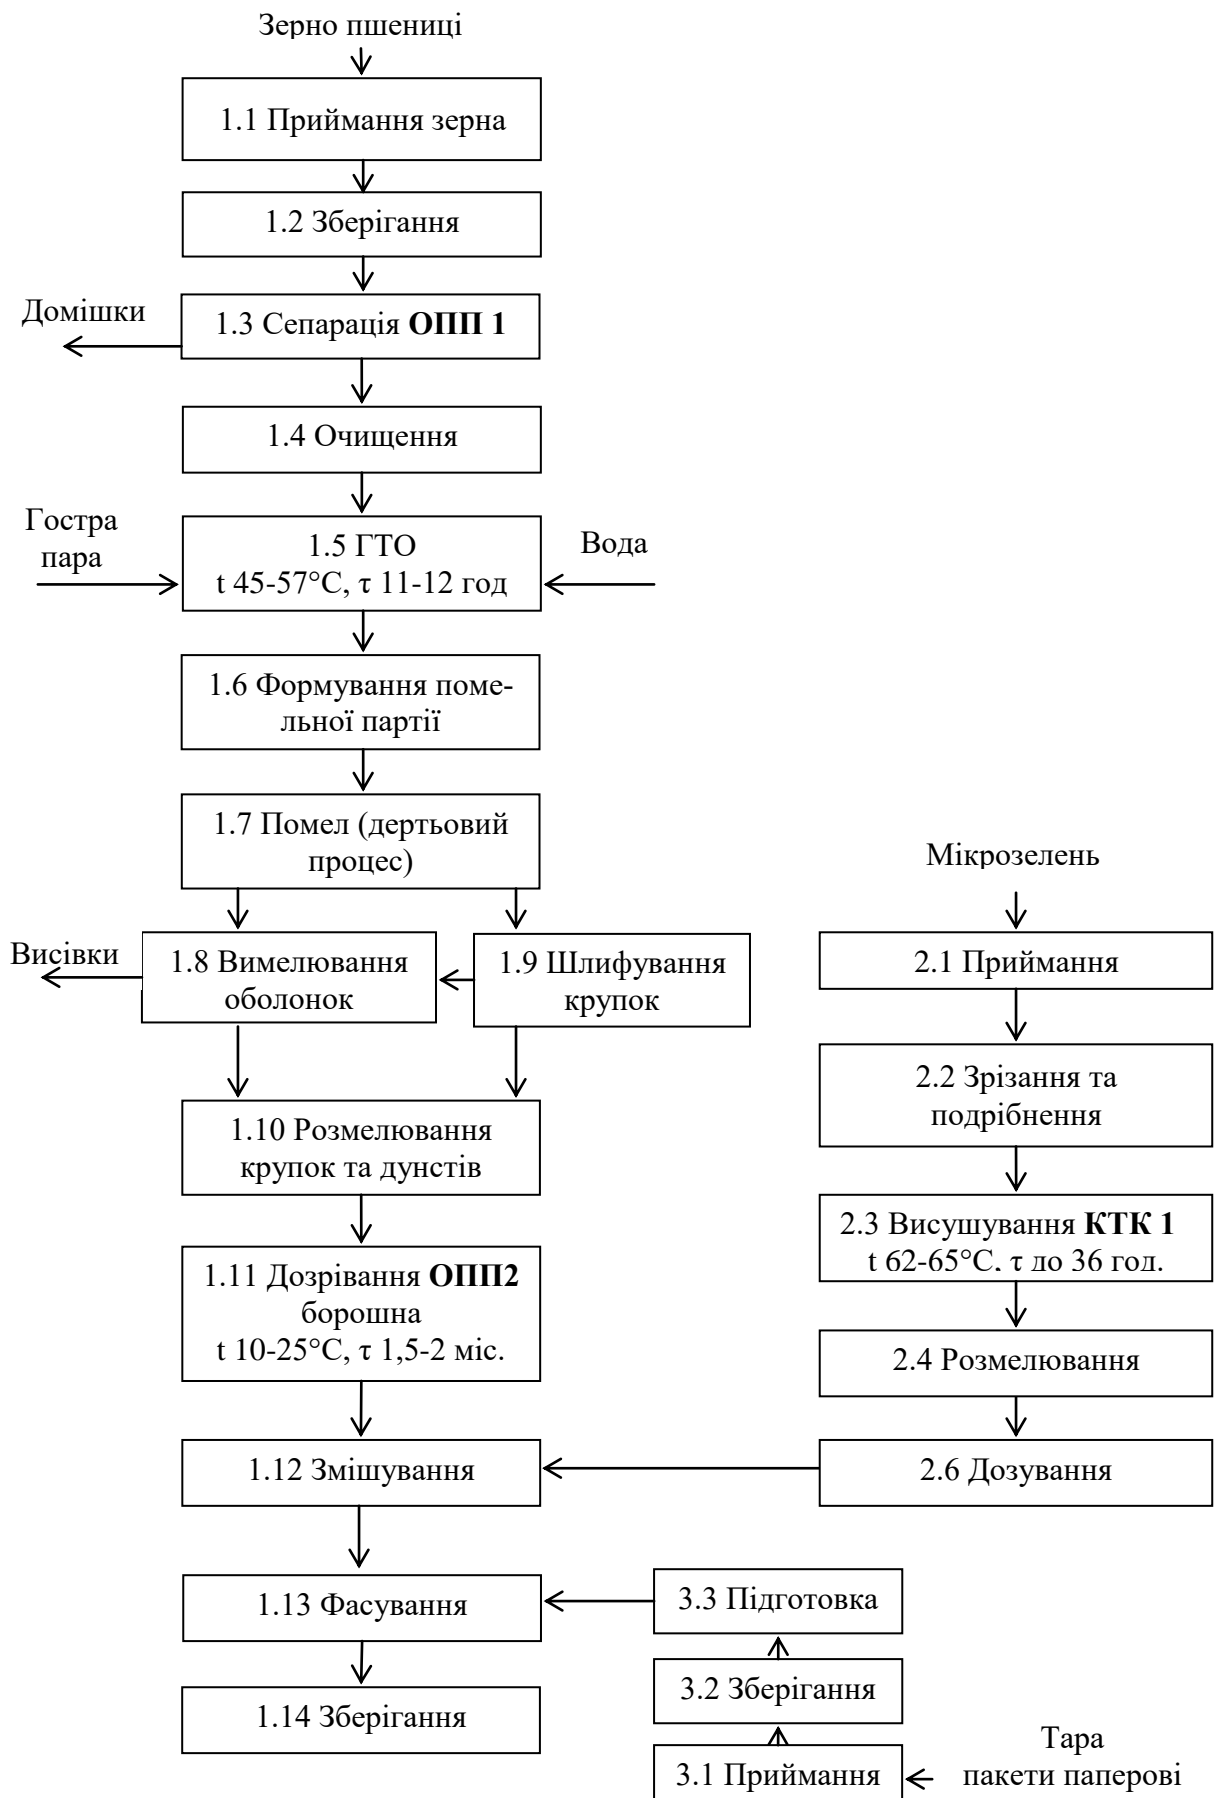 Зерно пшениці
1.1 Приймання зерна
1.2 Зберігання
Домішки
1.3 Сепарація ОПП 1
1.4 Очищення
Гостра
пара
1.5 ГТО
t 45-57°С, τ 11-12 год
Вода
1.6 Формування поме-
льної партії
1.7 Помел (дертьовий
процес)
Мікрозелень
Висівки
1.8 Вимелювання
оболонок
1.9 Шлифування
крупок
2.1 Приймання
2.2 Зрізання та
подрібнення
1.10 Розмелювання
крупок та дунстів
2.3 Висушування КТК 1
t 62-65°С, τ до 36 год.
1.11 Дозрівання ОПП2
борошна
t 10-25°С, τ 1,5-2 міс.
2.4 Розмелювання
1.12 Змішування
2.6 Дозування
1.13 Фасування
3.3 Підготовка
3.2 Зберігання
1.14 Зберігання
3.1 Приймання
Тара
пакети паперові